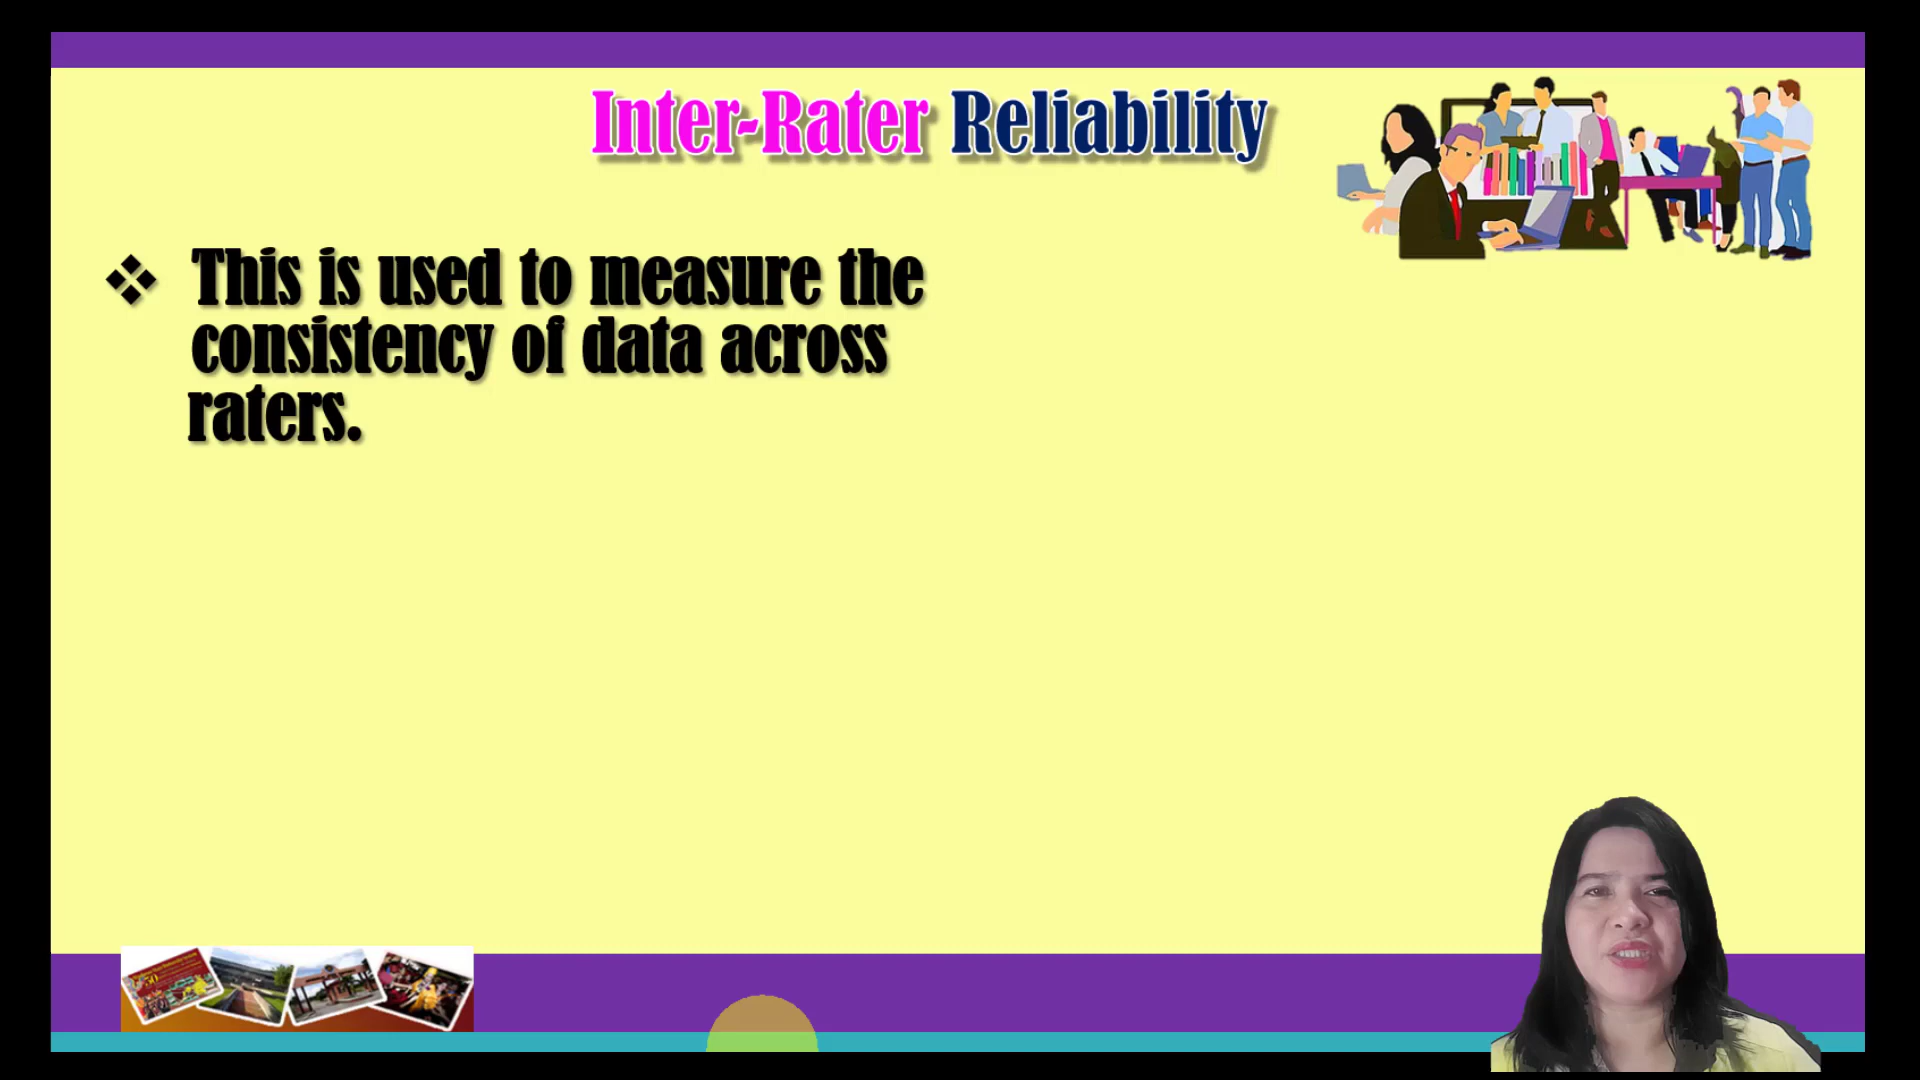 Inter-Rater Reliability
This is used to measure the
consistency of data across
raters.